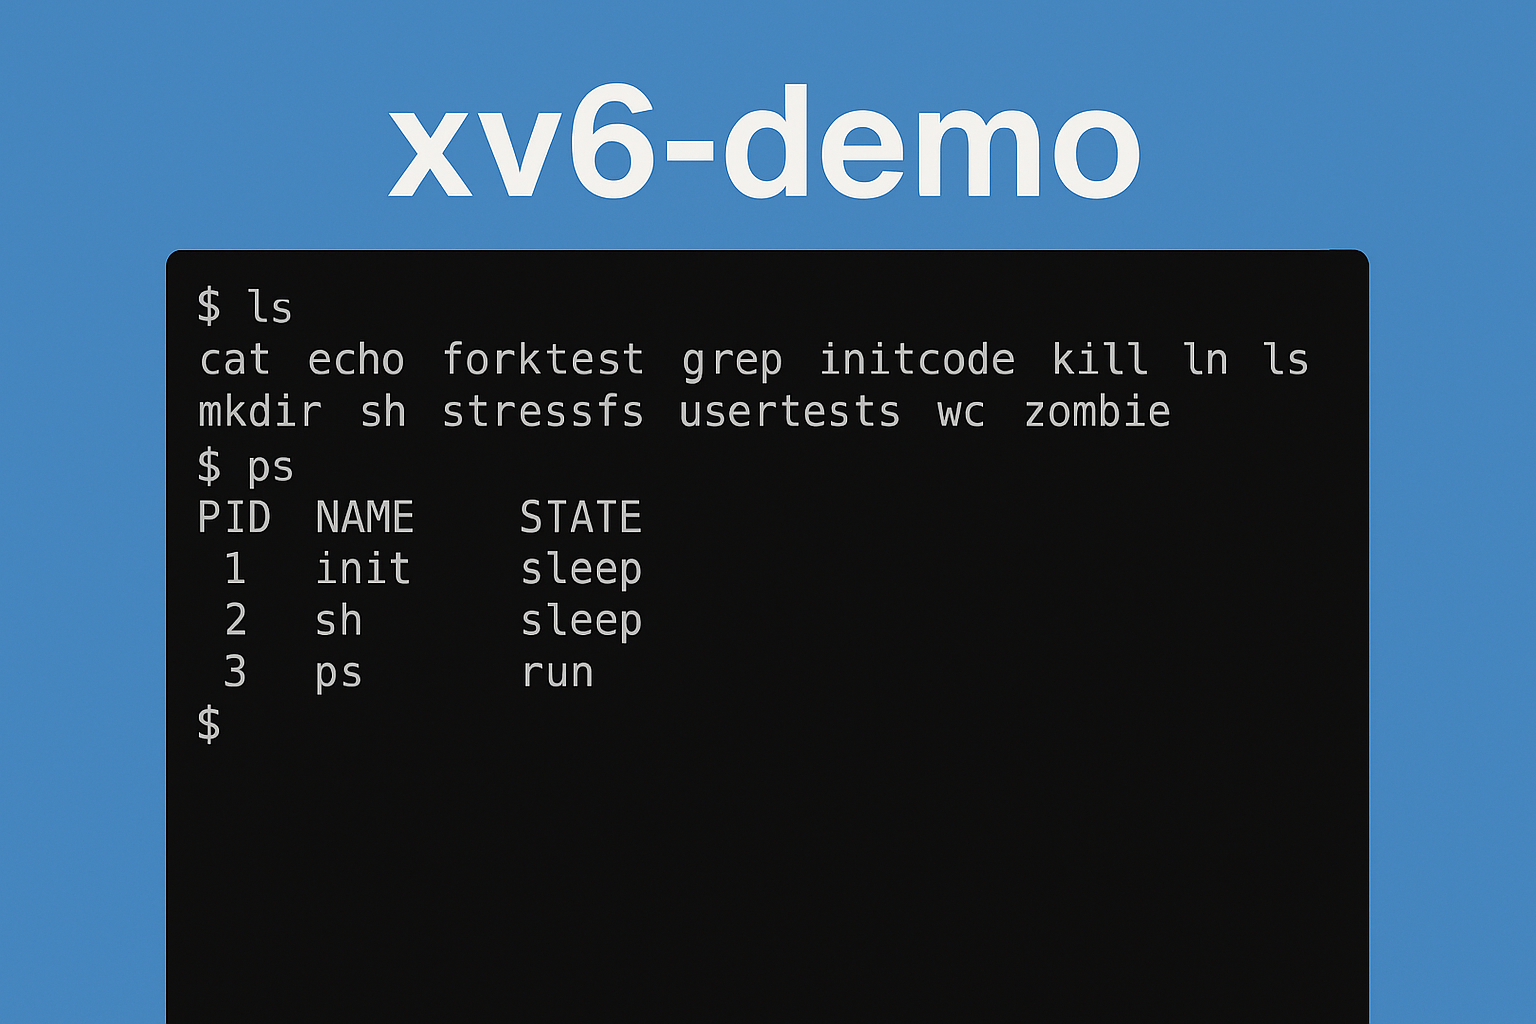 xv6-demo
$ ls
cat echo forktest grep initcode kill ln ls
mkdir sh stressfs usertests wc zombie
$ ps
PID NAME STATE
1 init sleep
2 sh sleep
3 ps run
$